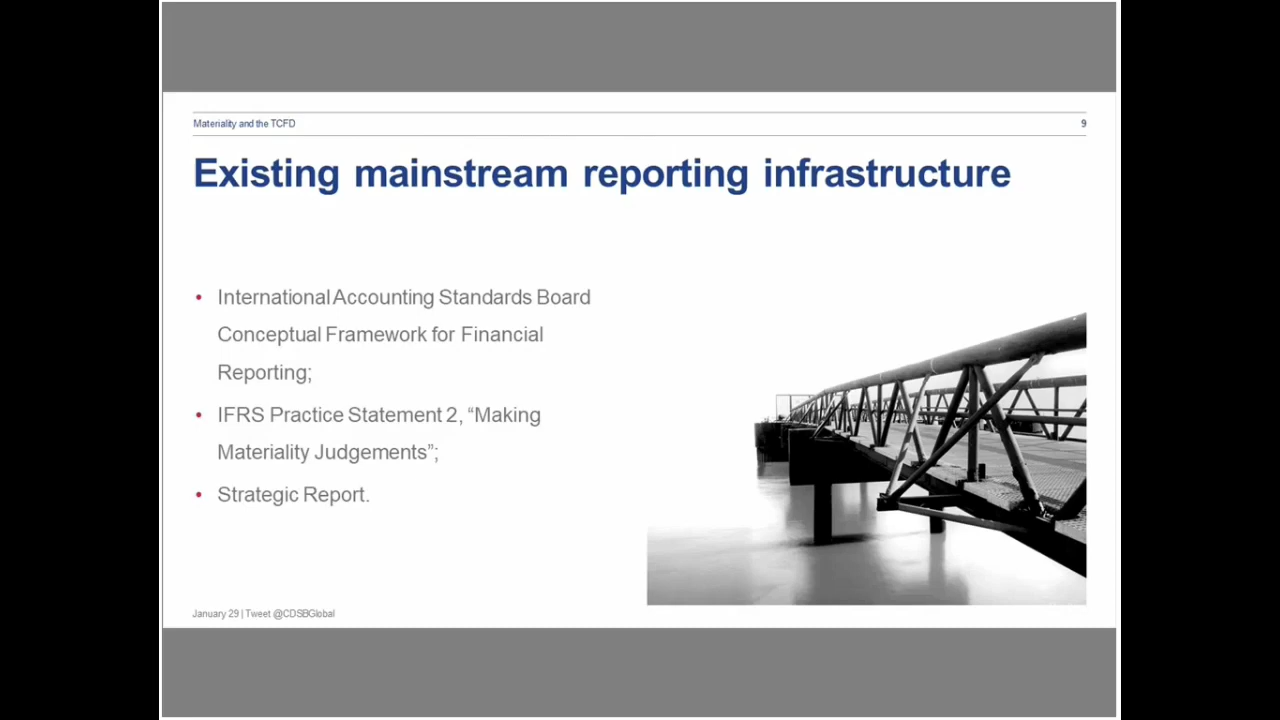 Materiality and the TCFD
9
Existing mainstream reporting infrastructure
• International Accounting Standards Board
Conceptual Framework for Financial
Reporting;
• IFRS Practice Statement 2, “Making
Materiality Judgements”;
• Strategic Report.
January 29 | Tweet @CDSBGlobal